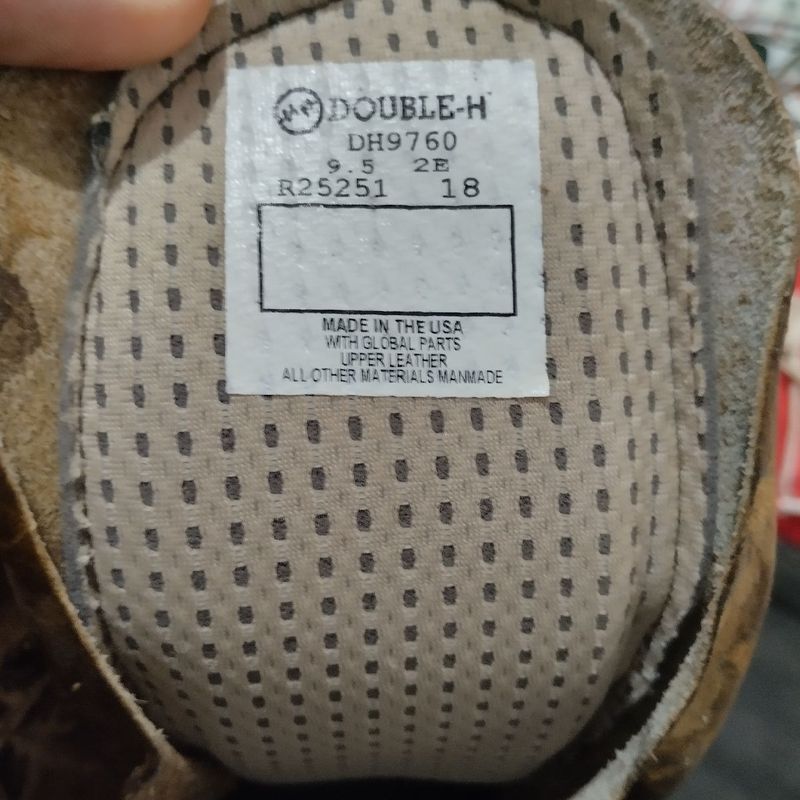 DOUBLE-H
DH9760
9.5 2E
R25251 18
MADE IN THE USA
WITH GLOBAL PARTS
UPPER LEATHER
ALL OTHER MATERIALS MANMADE